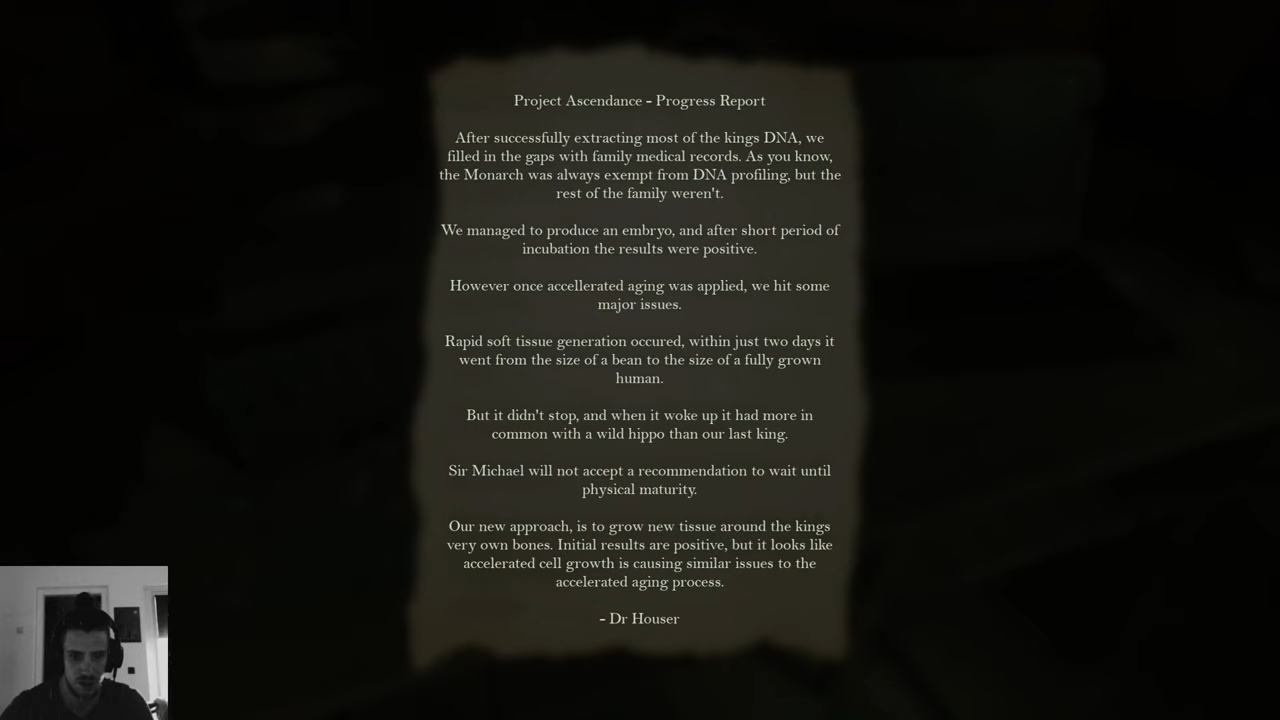 Project Ascendance - Progress Report
After successfully extracting most of the kings DNA, we
filled in the gaps with family medical records. As you know,
the Monarch was always exempt from DNA profiling, but the
rest of the family weren't.
We managed to produce an embryo, and after short period of
incubation the results were positive.
However once accellerated aging was applied, we hit some
major issues.
Rapid soft tissue generation occured, within just two days it
went from the size of a bean to the size of a fully grown
human.
But it didn't stop, and when it woke up it had more in
common with a wild hippo than our last king.
Sir Michael will not accept a recommendation to wait until
physical maturity.
Our new approach, is to grow new tissue around the kings
very own bones. Initial results are positive, but it looks like
accelerated cell growth is causing similar issues to the
accelerated aging process.
- Dr Houser